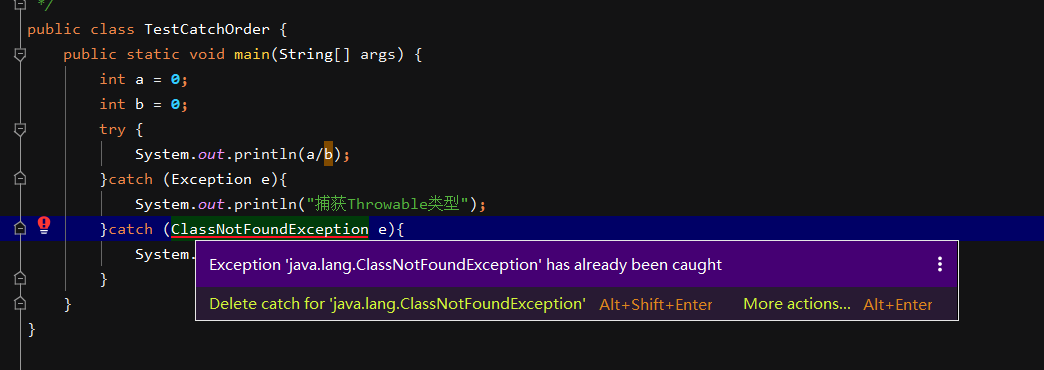 */
public class TestCatchOrder {
public static void main(String[] args) {
int a = 0;
int b = 0;
try {
System.out.println(a/b);
}catch (Exception e){
System.out.println("捕获Throwable类型");
}catch (ClassNotFoundException e){
System.
}
}
}
Exception 'java.lang.ClassNotFoundException' has already been caught
Delete catch for 'java.lang.ClassNotFoundException' Alt+Shift+Enter More actions... Alt+Enter